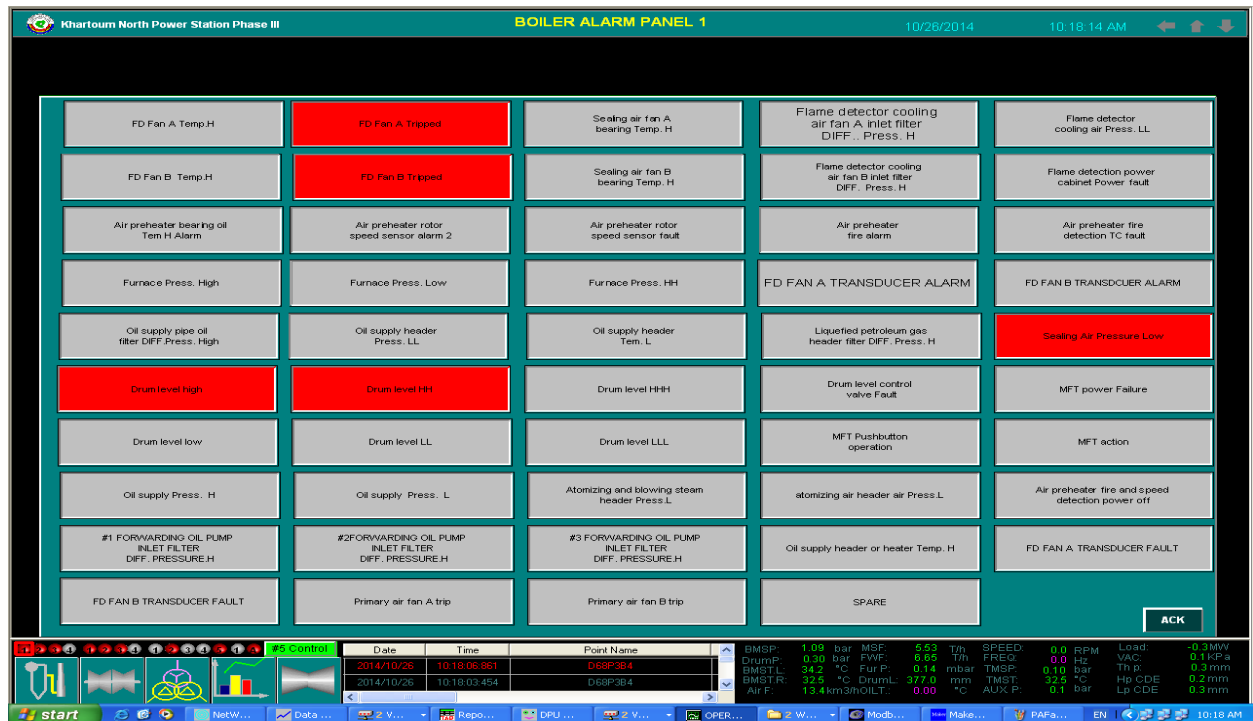 Khartoum North Power Station Phase III
BOILER ALARM PANEL 1
10/26/2014
10:18:14 AM
FD Fan A Temp.H
FD Fan A Tripped
Sealing air fan A
bearing Temp. H
Flame detector cooling
air fan A inlet filter
DIFF.. Press. H
Flame detector
cooling air Press. LL
FD Fan B Temp.H
FD Fan B Tripped
Sealing air fan B
bearing Temp. H
Flame detector cooling
air fan B inlet filter
DIFF. Press. H
Flame detection power
cabinet Power fault
Air preheater bearing oil
Tem H Alarm
Air preheater rotor
speed sensor alarm 2
Air preheater rotor
speed sensor fault
Air preheater
fire alarm
Air preheater fire
detection TC fault
Furnace Press. High
Furnace Press. Low
Furnace Press. HH
FD FAN A TRANSDUCER ALARM
FD FAN B TRANSDCUER ALARM
Oil supply pipe oil
filter DIFF.Press. High
Oil supply header
Press. LL
Oil supply header
Tem. L
Liquefied petroleum gas
header filter DIFF. Press. H
Sealing Air Pressure Low
Drum level high
Drum level HH
Drum level HHH
Drum level control
valve Fault
MFT power Failure
Drum level low
Drum level LL
Drum level LLL
MFT Pushbutton
operation
MFT action
Oil supply Press. H
Oil supply Press. L
Atomizing and blowing steam
header Press.L
atomizing air header air Press.L
Air preheater fire and speed
detection power off
#1 FORWARDING OIL PUMP
INLET FILTER
DIFF. PRESSURE.H
#2FORWARDING OIL PUMP
INLET FILTER
DIFF. PRESSURE.H
#3 FORWARDING OIL PUMP
INLET FILTER
DIFF. PRESSURE.H
Oil supply header or heater Temp. H
FD FAN A TRANSDUCER FAULT
FD FAN B TRANSDUCER FAULT
Primary air fan A trip
Primary air fan B trip
SPARE
ACK
#5 Control
Date Time Point Name
2014/10/26 10:18:06:861 D68P3B4
2014/10/26 10:18:03:454 D68P3B4
BMSP: 1.09 bar MSF: 5.53 T/h SPEED: 0.0 RPM Load: -0.3MW
DrumP: 0.30 bar FWF: 6.65 T/h FREQ: 0.0 Hz VAC: 0.1KPa
BMSTL: 34.2 °C Fur P: 0.14 mbar TMSP: 0.10 bar Th p: 0.3mm
BMSTR: 32.5 °C DrumL: 377.0 mm TMST: 32.5 °C Hp CDE 0.2mm
Air F: 13.4km3/hOILT.: 0.00 °C AUX P: 0.1 bar Lp CDE 0.3mm
start
NetW...
Data ...
2 V...
Repo...
DPU ...
2 V...
OPER...
2 W...
Modb...
Make...
PAFa...
EN
10:18 AM